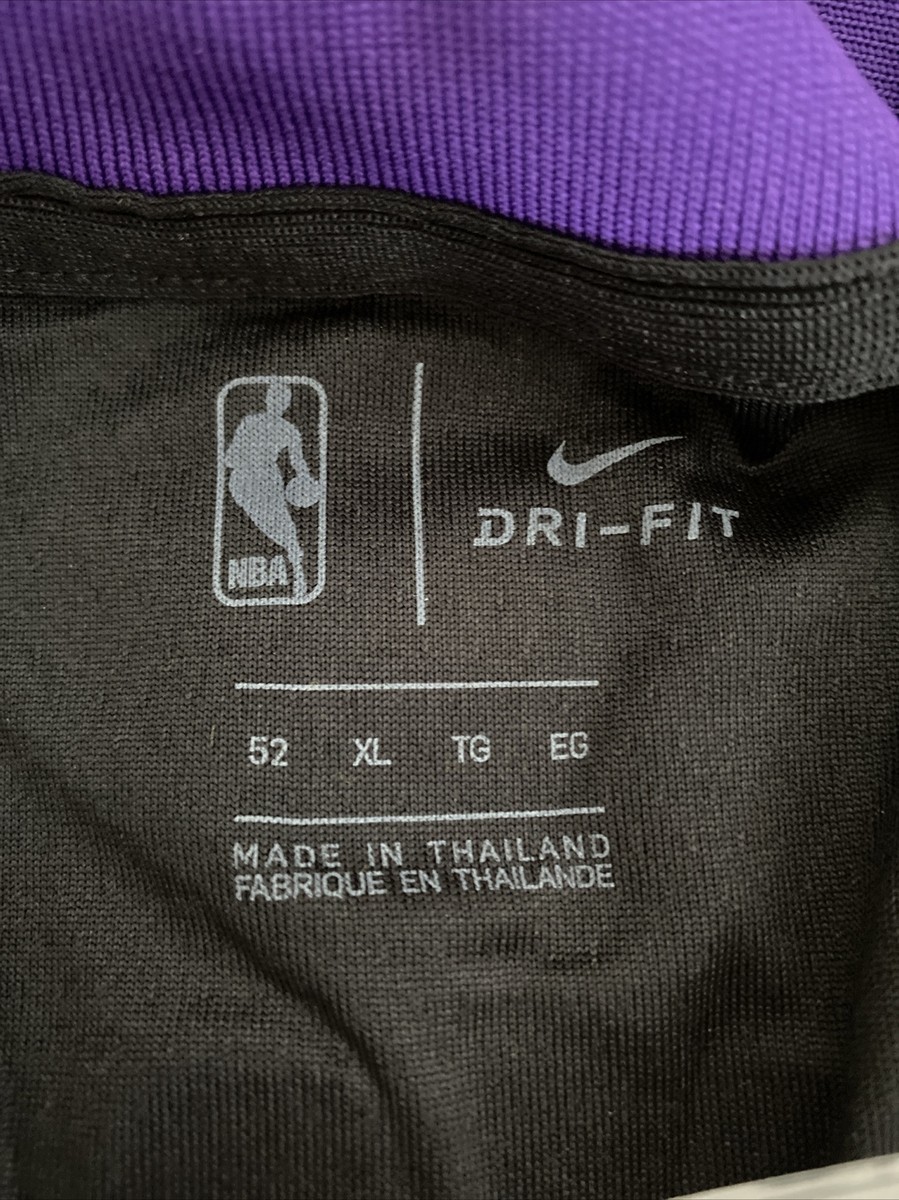 NBA
DRI-FIT
52 XL TG EG
MADE IN THAILAND
FABRIQUE EN THAILANDE